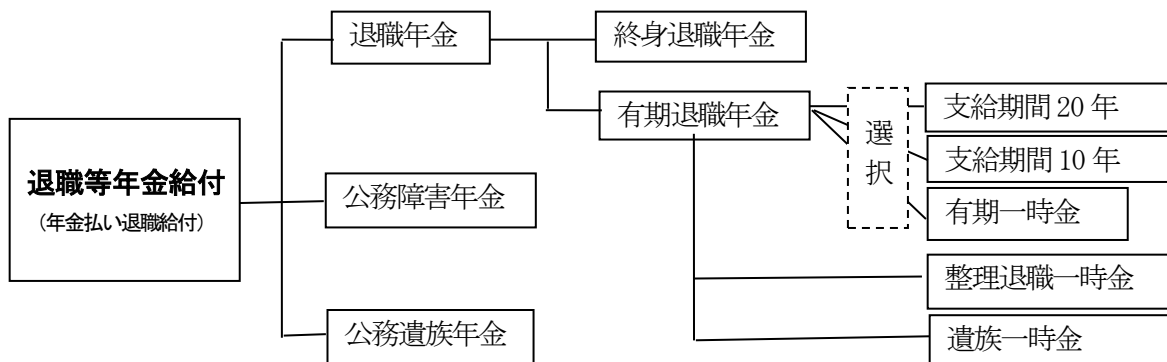 退職年金
終身退職年金
有期退職年金
選択
支給期間 20 年
支給期間 10 年
有期一時金
整理退職一時金
遺族一時金
退職等年金給付
（年金払い退職給付）
公務障害年金
公務遺族年金